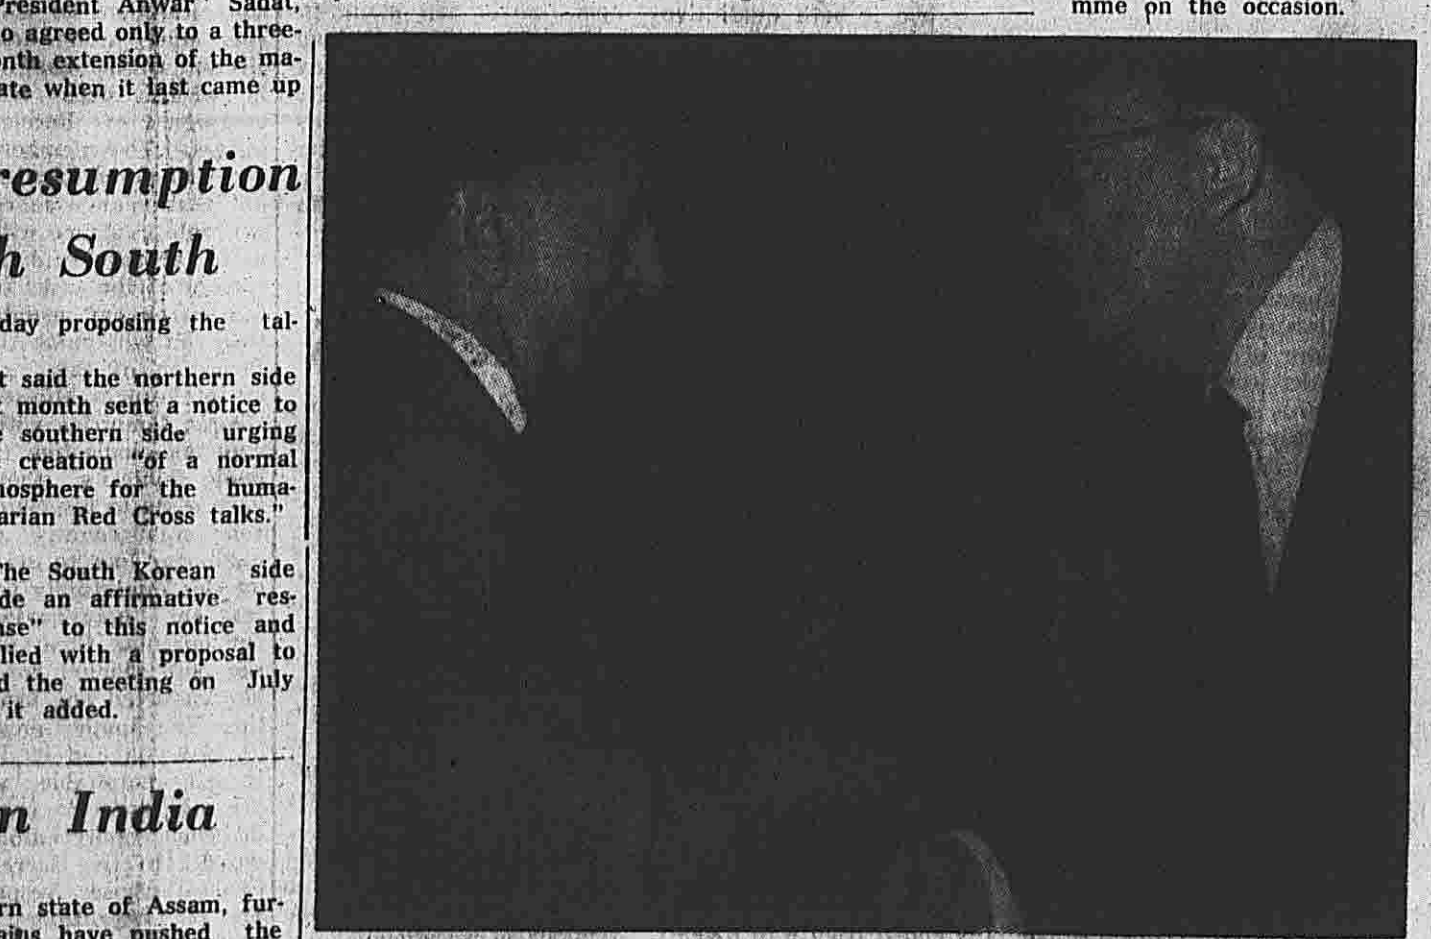 President Anwar Sadat,
o agreed only to a three-
nth extension of the ma-
ate when it last came up
resumption
h South
day proposing the tal-
t said the northern side
t month sent a notice to
e southern side urging
creation "of a normal
nosphere for the huma-
arian Red Cross talks."
The South Korean side
de an affirmative res-
nse" to this notice and
lied with a proposal to
d the meeting on July
it added.
n India
rn state of Assam, fur-
have pushed the
mme on the occasion.